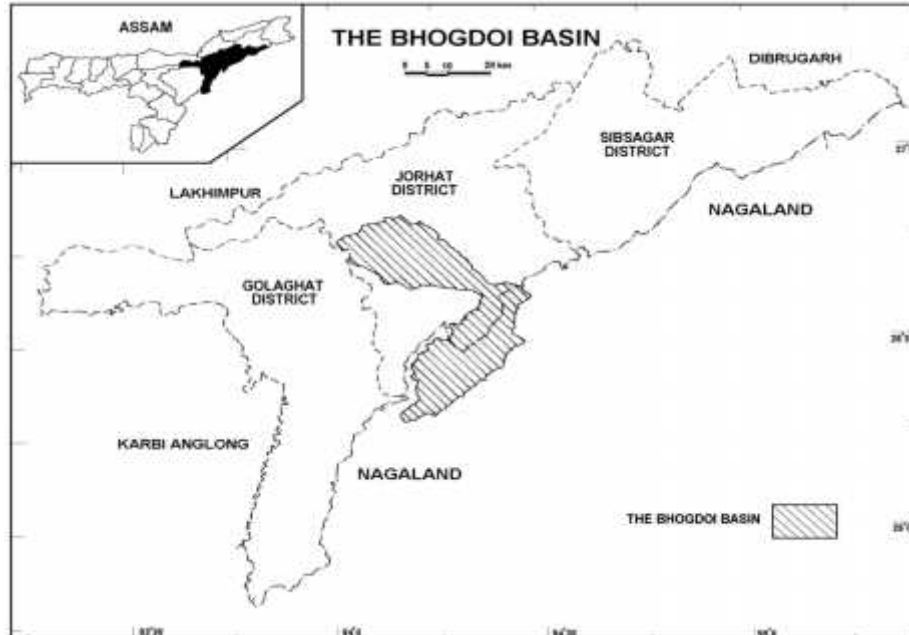 ASSAM
THE BHOGDOI BASIN
DIBRUGARH
SIBSAGAR
DISTRICT
JORHAT
DISTRICT
LAKHIMPUR
NAGALAND
GOLAGHAT
DISTRICT
KARBI ANGLONG
NAGALAND
THE BHOGDOI BASIN